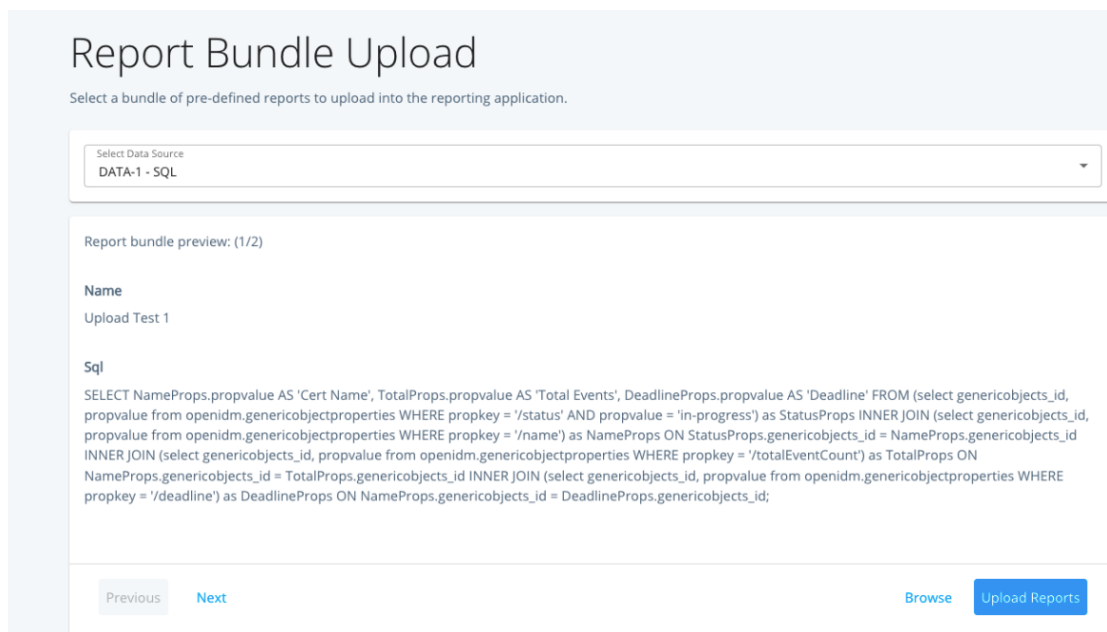 Report Bundle Upload
Select a bundle of pre-defined reports to upload into the reporting application.
Select Data Source
DATA-1 - SQL
Report bundle preview: (1/2)
Name
Upload Test 1
Sql
SELECT NameProps.propvalue AS 'Cert Name', TotalProps.propvalue AS 'Total Events', DeadlineProps.propvalue AS 'Deadline' FROM (select genericobjects_id,
propvalue from openidm.genericobjectproperties WHERE propkey = '/status' AND propvalue = 'in-progress') as StatusProps INNER JOIN (select genericobjects_id,
propvalue from openidm.genericobjectproperties WHERE propkey = '/name') as NameProps ON StatusProps.genericobjects_id = NameProps.genericobjects_id
INNER JOIN (select genericobjects_id, propvalue from openidm.genericobjectproperties WHERE propkey = '/totalEventCount') as TotalProps ON
NameProps.genericobjects_id = TotalProps.genericobjects_id INNER JOIN (select genericobjects_id, propvalue from openidm.genericobjectproperties WHERE
propkey = '/deadline') as DeadlineProps ON NameProps.genericobjects_id = DeadlineProps.genericobjects_id;
Previous Next Browse Upload Reports